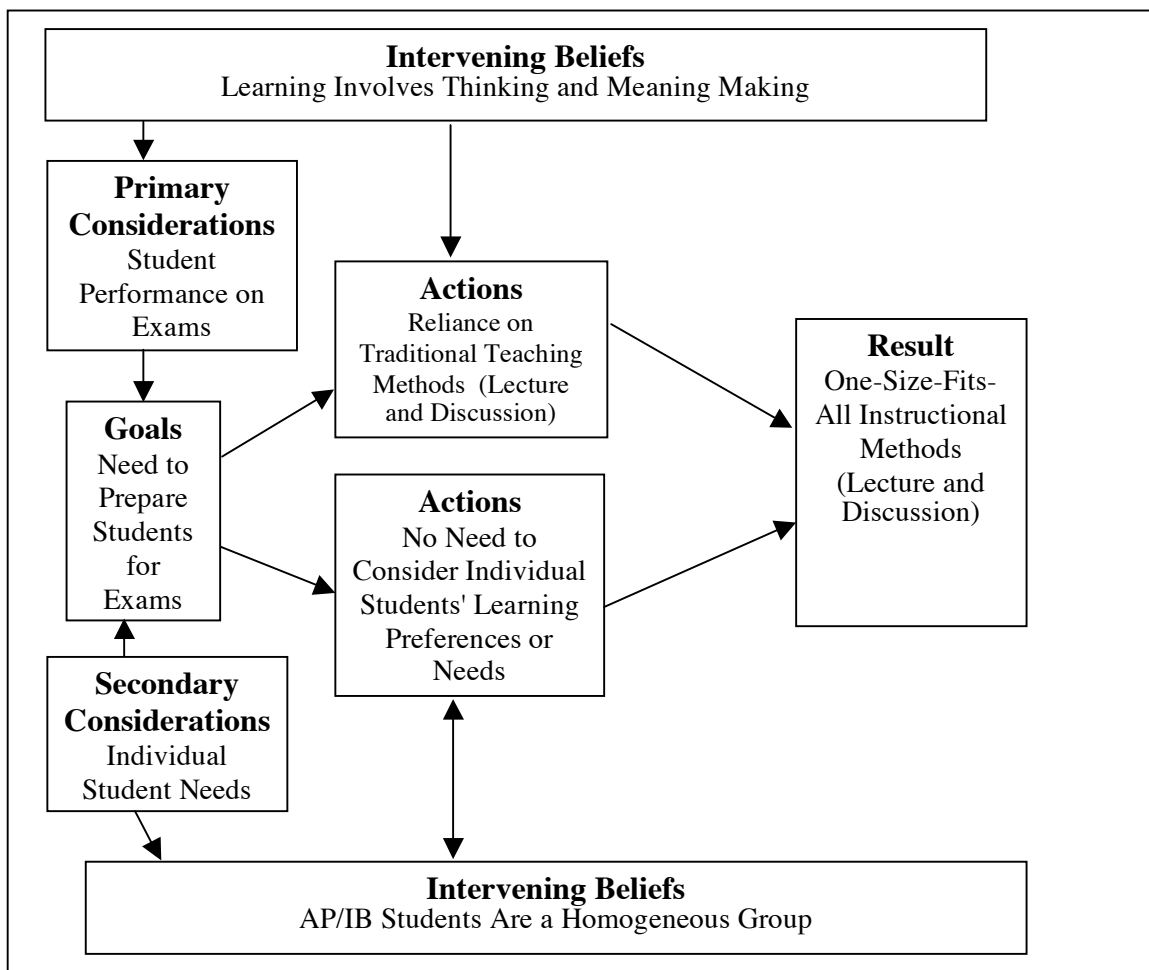 Intervening Beliefs
Learning Involves Thinking and Meaning Making
Primary
Considerations
Student
Performance on
Exams
Goals
Need to
Prepare
Students
for
Exams
Secondary
Considerations
Individual
Student Needs
Actions
Reliance on
Traditional Teaching
Methods (Lecture
and Discussion)
Actions
No Need to
Consider Individual
Students' Learning
Preferences or
Needs
Result
One-Size-Fits-
All Instructional
Methods
(Lecture and
Discussion)
Intervening Beliefs
AP/IB Students Are a Homogeneous Group